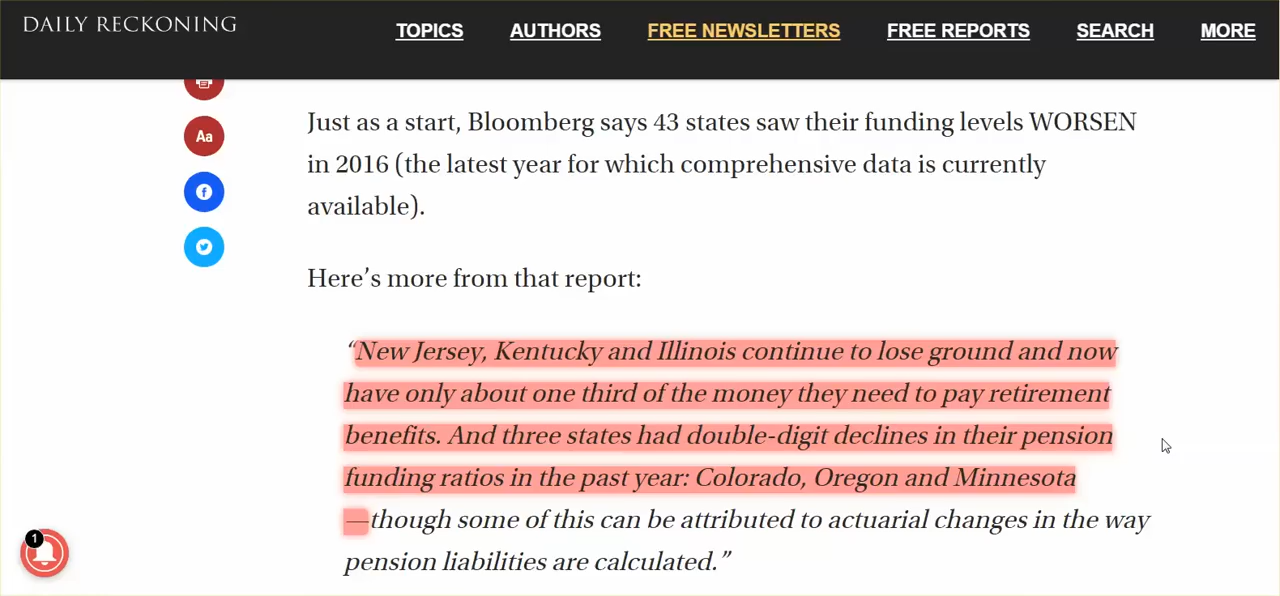 DAILY RECKONING
TOPICS AUTHORS FREE NEWSLETTERS FREE REPORTS SEARCH MORE
Aa
Just as a start, Bloomberg says 43 states saw their funding levels WORSEN
in 2016 (the latest year for which comprehensive data is currently
available).
Here's more from that report:
“New Jersey, Kentucky and Illinois continue to lose ground and now
have only about one third of the money they need to pay retirement
benefits. And three states had double-digit declines in their pension
funding ratios in the past year: Colorado, Oregon and Minnesota
—though some of this can be attributed to actuarial changes in the way
pension liabilities are calculated.”
1